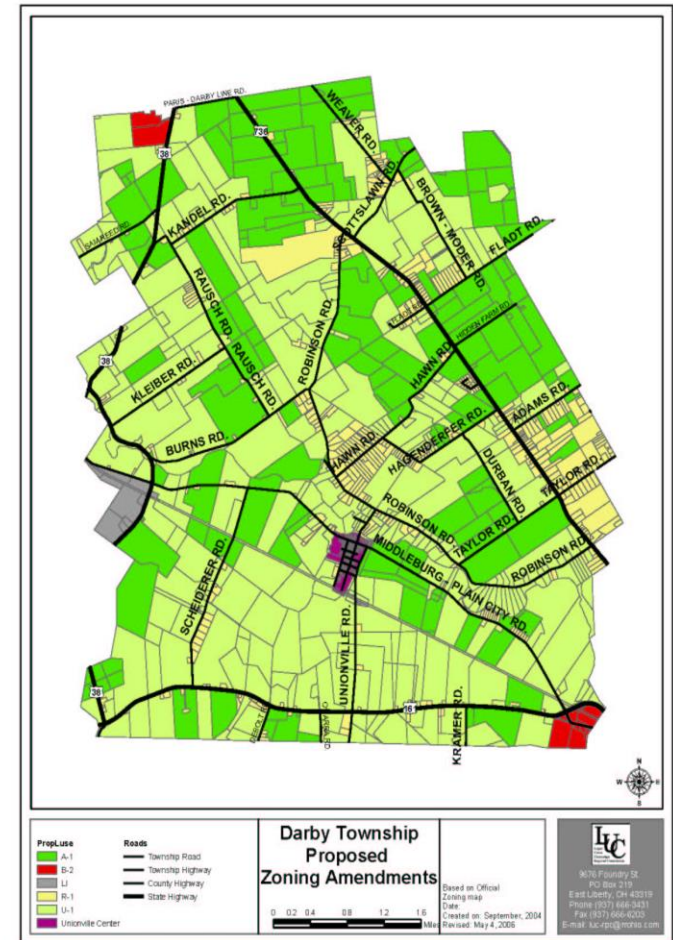 PARIS - DARBY LINE RD.
38
736
WEAVER RD.
SCOTTSLAWN RD.
BROWN - MODER RD.
FLADT RD.
KANDEL RD.
RAUSCH RD.
RAUSCH RD.
ROBINSON RD.
HIDDEN FARM RD.
38
KLEIBER RD.
HAWN RD.
ADAMS RD.
BURNS RD.
HAWN RD.
HAGENDERFER RD.
DURBAN RD.
TAYLOR RD.
ROBINSON RD.
TAYLOR RD.
ROBINSON RD.
MIDDLEBURG - PLAIN CITY RD.
SCHEIDERER RD.
UNIONVILLE RD.
38
161
KRAMER RD.
N
W E
S
PropLuse
A-1
B-2
LI
R-1
U-1
Unionville Center
Roads
Township Road
Township Highway
County Highway
State Highway
Darby Township
Proposed
Zoning Amendments
0 0.2 0.4 0.8 1.2 1.6
Miles
Based on Official
Zoning map
Date:
Created on: September, 2004
Revised: May 4, 2006
LUC
9676 Foundry St.
PO Box 219
East Liberty, OH 43319
Phone (937) 666-3431
Fax (937) 666-6203
E-mail: luc-rpc@rrohio.com